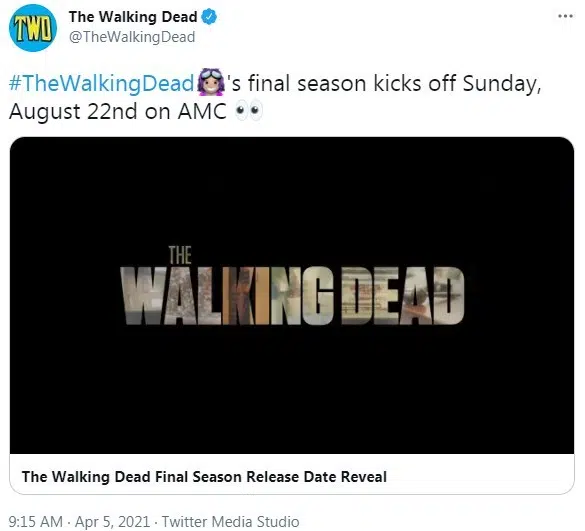 TWD
The Walking Dead
@TheWalkingDead
#TheWalkingDead's final season kicks off Sunday,
August 22nd on AMC 👀
THE
WALKING DEAD
The Walking Dead Final Season Release Date Reveal
9:15 AM · Apr 5, 2021 · Twitter Media Studio